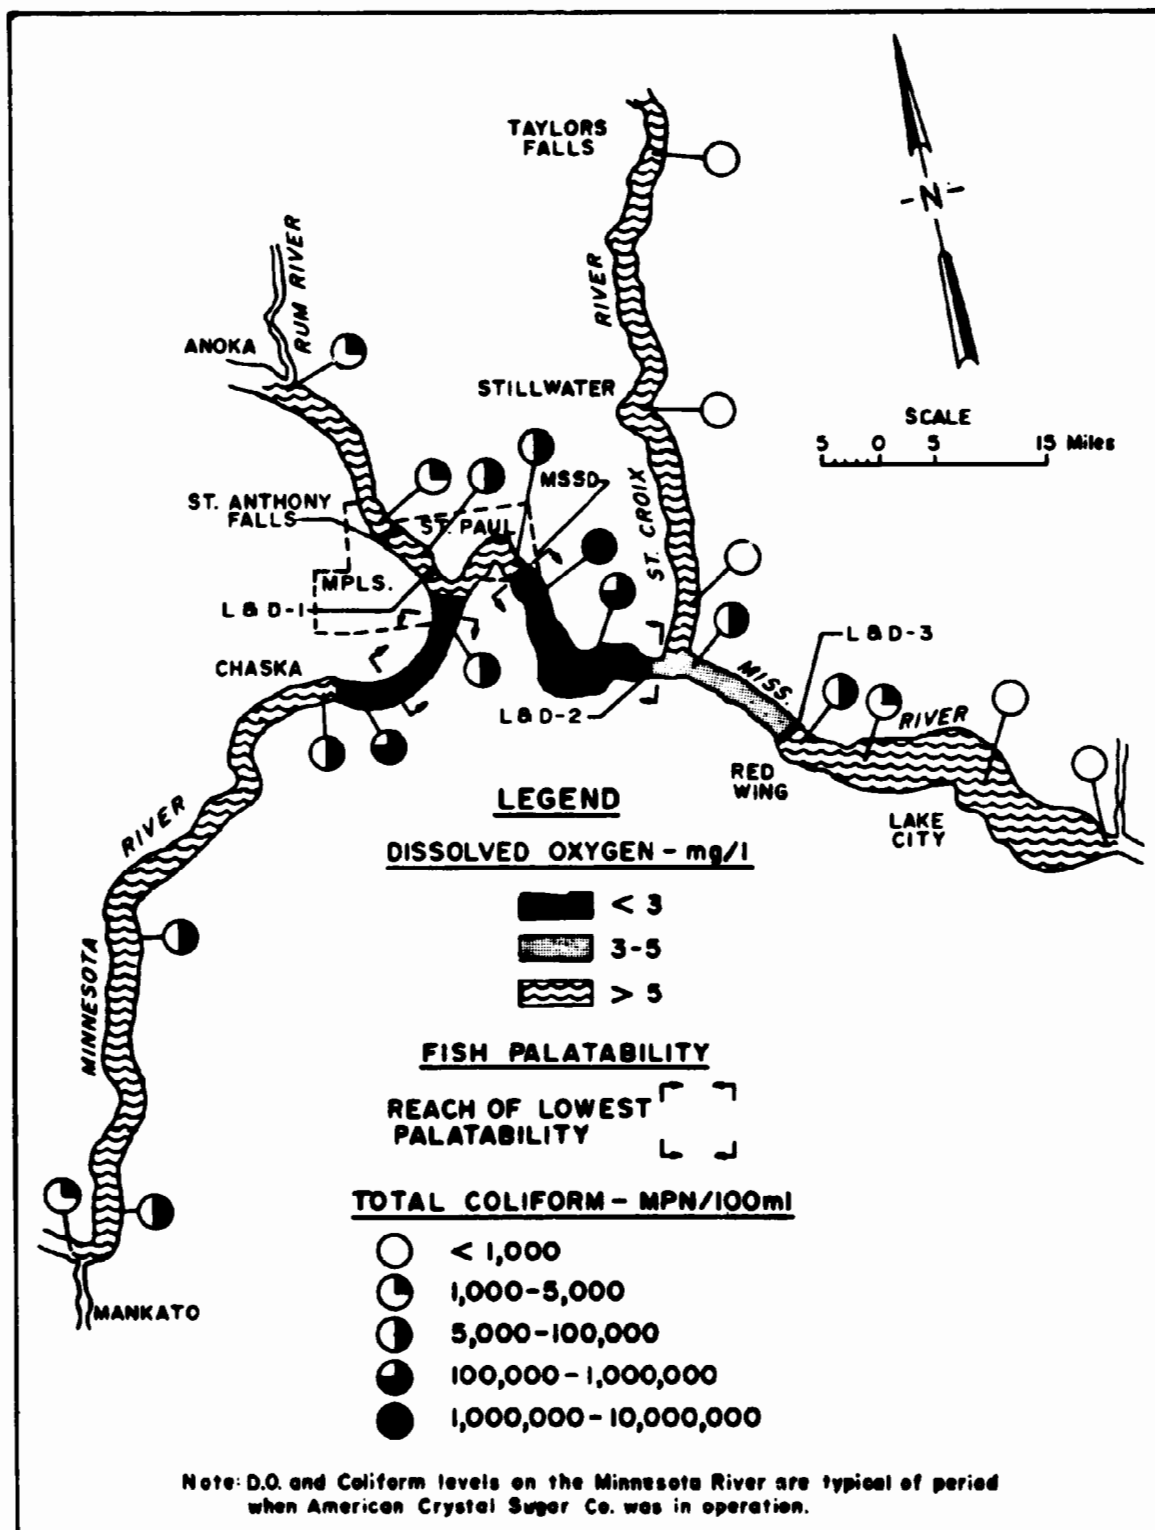 TAYLORS
FALLS
N
RUM RIVER
RIVER
ANOKA
STILLWATER
SCALE
5 0 5 15 Miles
MSSD
ST. ANTHONY
FALLS
ST. PAUL
ST. CROIX
MPLS.
L & D-1
L & D-3
CHASKA
MISS.
L & D-2
RIVER
RED
WING
LAKE
CITY
RIVER
MINNESOTA
MANKATO
LEGEND
DISSOLVED OXYGEN - mg/l
< 3
3-5
> 5
FISH PALATABILITY
REACH OF LOWEST
PALATABILITY
TOTAL COLIFORM - MPN/100ml
< 1,000
1,000-5,000
5,000-100,000
100,000-1,000,000
1,000,000-10,000,000
Note: D.O. and Coliform levels on the Minnesota River are typical of period
when American Crystal Sugar Co. was in operation.